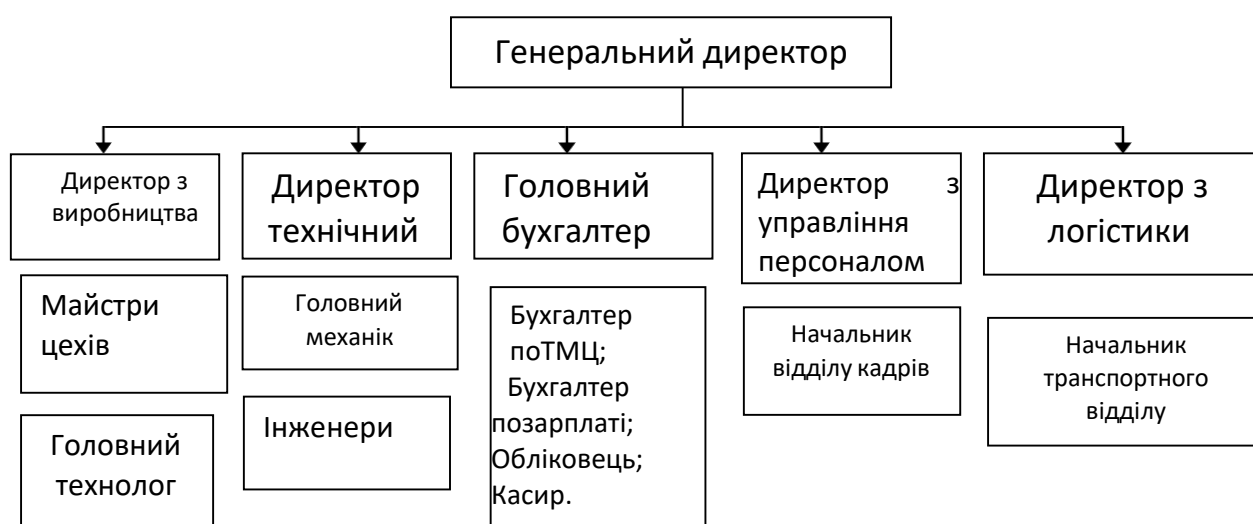 Генеральний директор
Директор з
виробництва
Директор
технічний
Головний
бухгалтер
Директор з
управління
персоналом
Директор з
логістики
Майстри
цехів
Головний
механік
Бухгалтер
поТМЦ;
Бухгалтер
позарплаті;
Обліковець;
Касир.
Начальник
відділу кадрів
Начальник
транспортного
відділу
Головний
технолог
Інженери